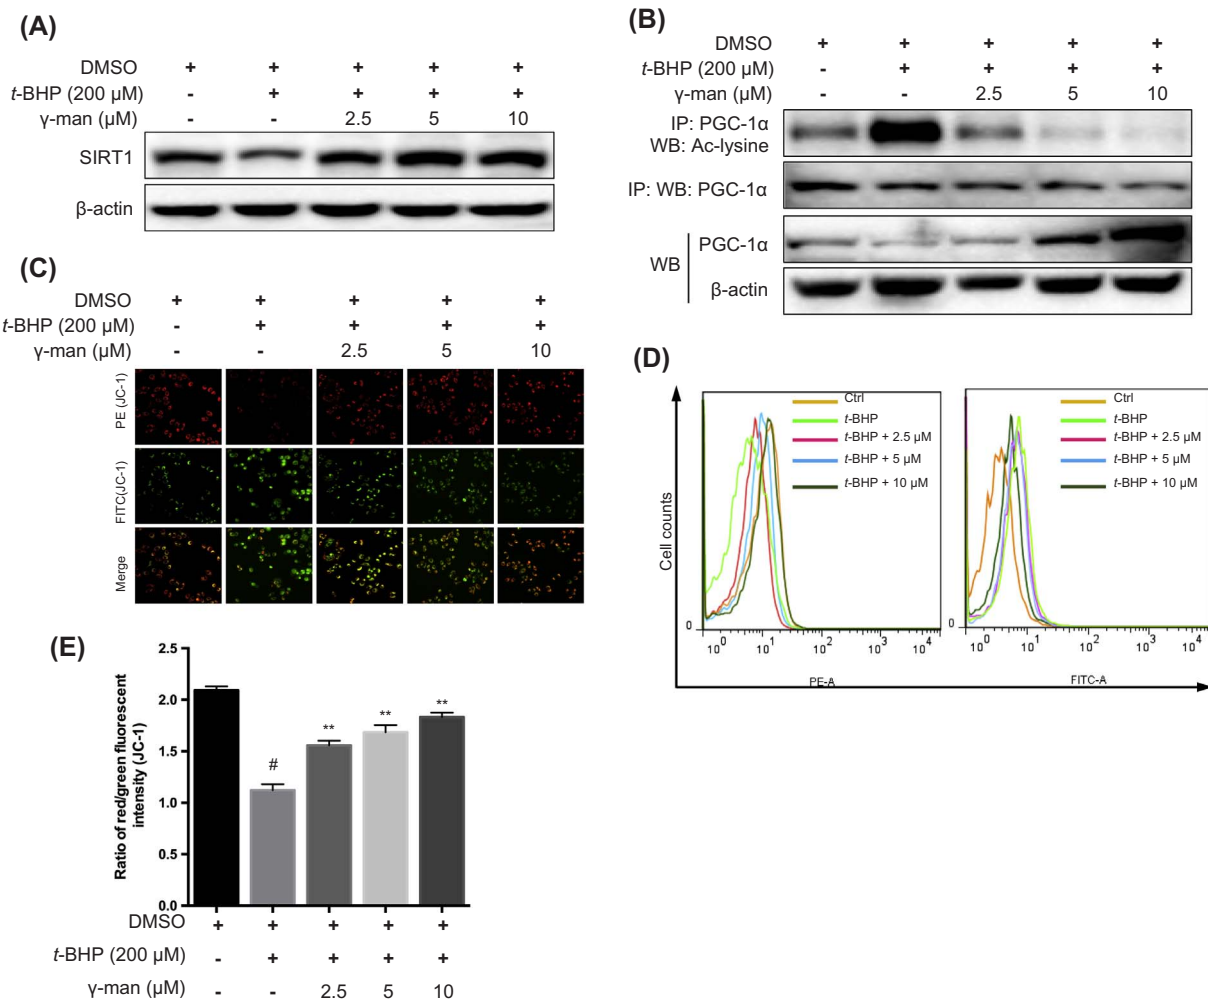 (A)
DMSO + + + + +
t-BHP (200 µM) - + + + +
γ-man (µM) - - 2.5 5 10
SIRT1
β-actin
(B)
DMSO + + + + +
t-BHP (200 µM) - + + + +
γ-man (µM) - - 2.5 5 10
IP: PGC-1α
WB: Ac-lysine
IP: WB: PGC-1α
WB
PGC-1α
β-actin
(C)
DMSO + + + + +
t-BHP (200 µM) - + + + +
γ-man (µM) - - 2.5 5 10
PE (JC-1)
FITC(JC-1)
Merge
(D)
Cell counts
Ctrl
t-BHP
t-BHP + 2.5 µM
t-BHP + 5 µM
t-BHP + 10 µM
0
10^0 10^1 10^2 10^3 10^4
PE-A
Ctrl
t-BHP
t-BHP + 2.5 µM
t-BHP + 5 µM
t-BHP + 10 µM
0
10^0 10^1 10^2 10^3 10^4
FITC-A
(E)
Ratio of red/green fluorescent
intensity (JC-1)
2.5
2.0
1.5
1.0
0.5
0.0
# ** ** **
DMSO + + + + +
t-BHP (200 µM) - + + + +
γ-man (µM) - - 2.5 5 10